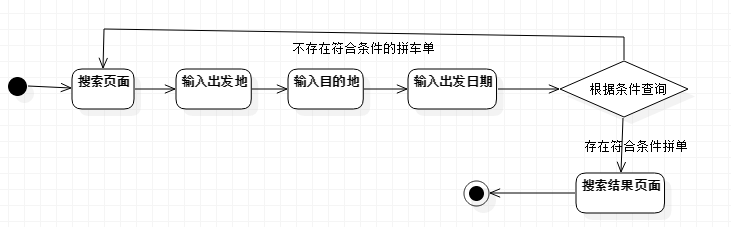 不存在符合条件的拼车单
搜索页面
输入出发地
输入目的地
输入出发日期
根据条件查询
存在符合条件拼单
搜索结果页面